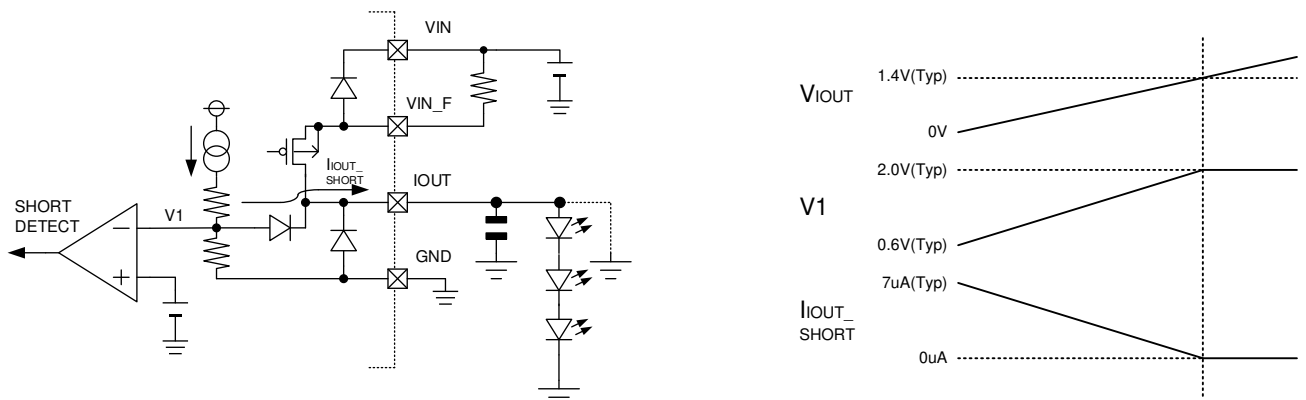 VIN
VIN_F
IIOUT_
SHORT
IOUT
SHORT
DETECT
V1
−
+
GND
VIOUT
1.4V(Typ)
0V
V1
2.0V(Typ)
0.6V(Typ)
IIOUT_
SHORT
7uA(Typ)
0uA